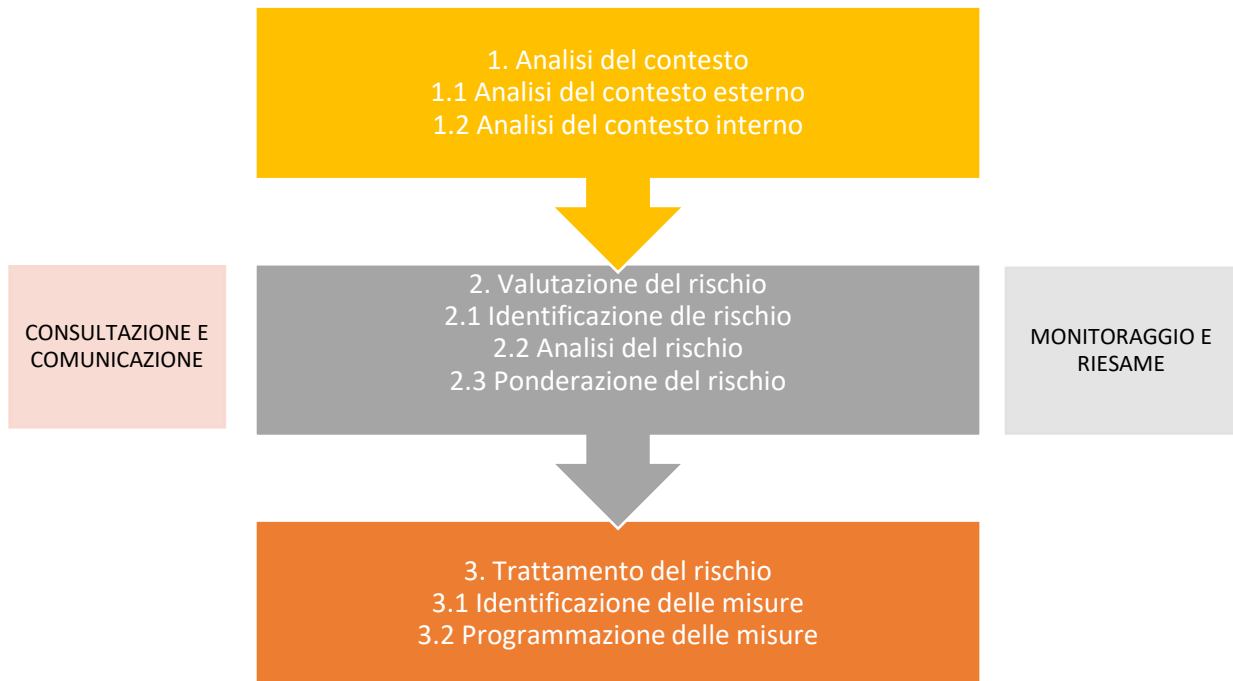 1. Analisi del contesto
1.1 Analisi del contesto esterno
1.2 Analisi del contesto interno
CONSULTAZIONE E
COMUNICAZIONE
2. Valutazione del rischio
2.1 Identificazione dle rischio
2.2 Analisi del rischio
2.3 Ponderazione del rischio
MONITORAGGIO E
RIESAME
3. Trattamento del rischio
3.1 Identificazione delle misure
3.2 Programmazione delle misure